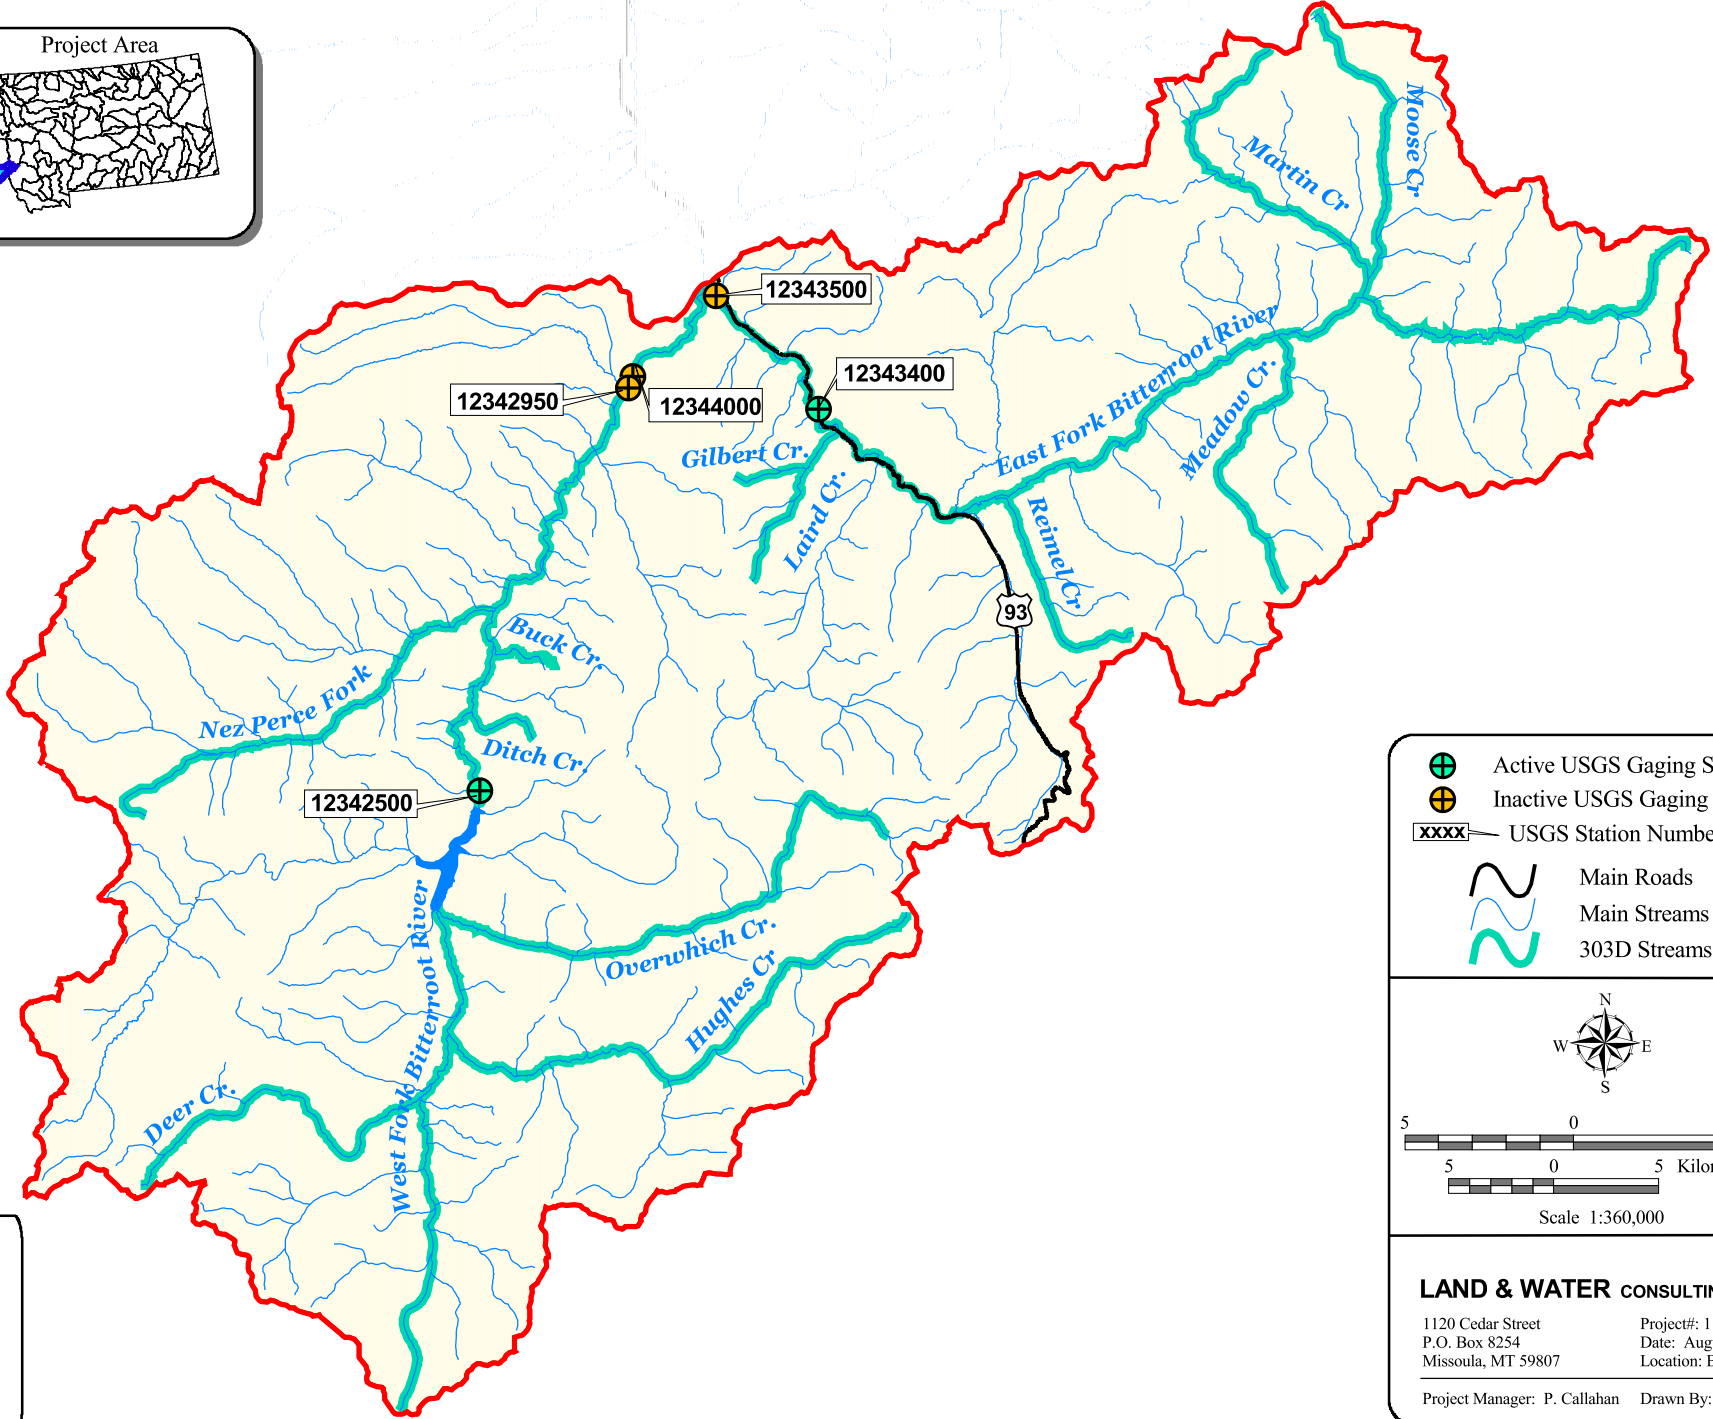 Project Area
Moose Cr
Martin Cr
12343500
East Fork Bitterroot River
12343400
12342950
12344000
Meadow Cr.
Gilbert Cr.
Laird Cr.
Reimel Cr
93
Buck Cr.
Nez Perce Fork
Ditch Cr.
12342500
Overwhich Cr.
Hughes Cr
West Fork Bitterroot River
Deer Cr.
Active USGS Gaging S
Inactive USGS Gaging
xxxx USGS Station Numbe
Main Roads
Main Streams
303D Streams
N
W E
S
5 0
5 0 5 Kilo
Scale 1:360,000
LAND & WATER CONSULTIN
1120 Cedar Street Project#: 1
P.O. Box 8254 Date: Aug
Missoula, MT 59807 Location: B
Project Manager: P. Callahan Drawn By: